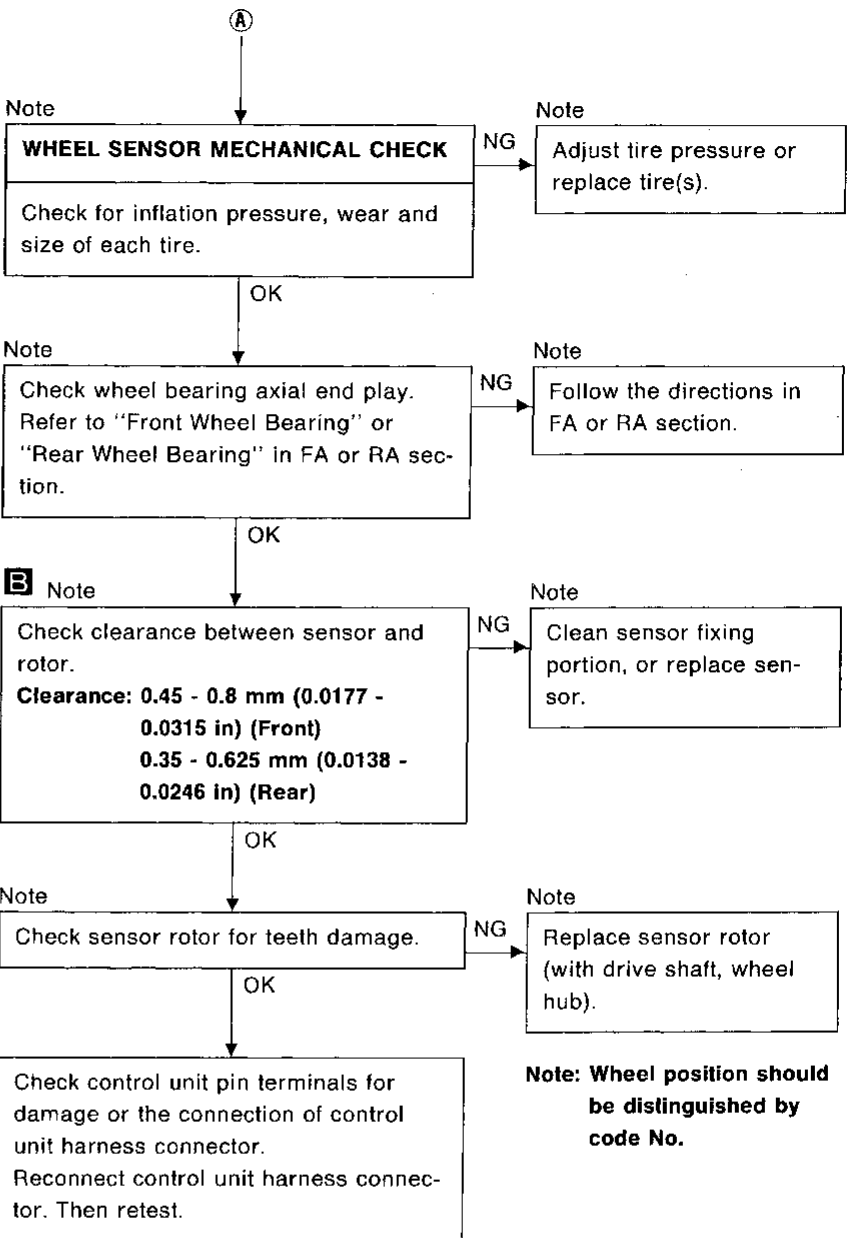 A
Note
WHEEL SENSOR MECHANICAL CHECK
Check for inflation pressure, wear and
size of each tire.
NG
Note
Adjust tire pressure or
replace tire(s).
OK
Note
Check wheel bearing axial end play.
Refer to "Front Wheel Bearing" or
"Rear Wheel Bearing" in FA or RA sec-
tion.
NG
Note
Follow the directions in
FA or RA section.
OK
B Note
Check clearance between sensor and
rotor.
Clearance: 0.45 - 0.8 mm (0.0177 -
0.0315 in) (Front)
0.35 - 0.625 mm (0.0138 -
0.0246 in) (Rear)
NG
Note
Clean sensor fixing
portion, or replace sen-
sor.
OK
Note
Check sensor rotor for teeth damage.
NG
Note
Replace sensor rotor
(with drive shaft, wheel
hub).
OK
Check control unit pin terminals for
damage or the connection of control
unit harness connector.
Reconnect control unit harness connec-
tor. Then retest.
Note: Wheel position should
be distinguished by
code No.